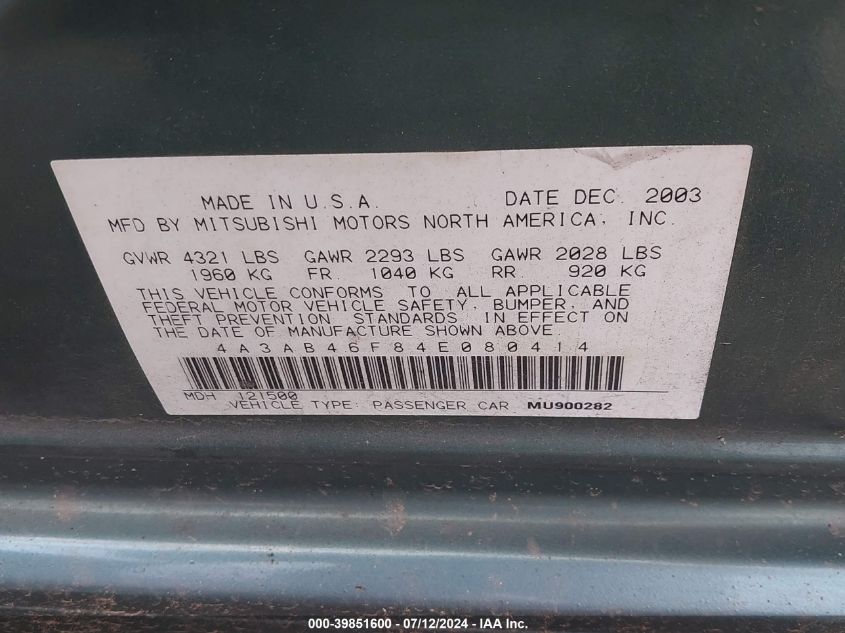 MADE IN U.S.A. DATE DEC. 2003
MFD BY MITSUBISHI MOTORS NORTH AMERICA, INC.
GVWR 4321 LBS GAWR 2293 LBS GAWR 2028 LBS
1960 KG FR. 1040 KG RR. 920 KG
THIS VEHICLE CONFORMS TO ALL APPLICABLE
FEDERAL MOTOR VEHICLE SAFETY, BUMPER, AND
THEFT PREVENTION STANDARDS IN EFFECT ON
THE DATE OF MANUFACTURE SHOWN ABOVE.
4A3AB46F84E080414
MDH 121500
VEHICLE TYPE: PASSENGER CAR MU900282
000-39851600 - 07/12/2024 - IAA Inc.